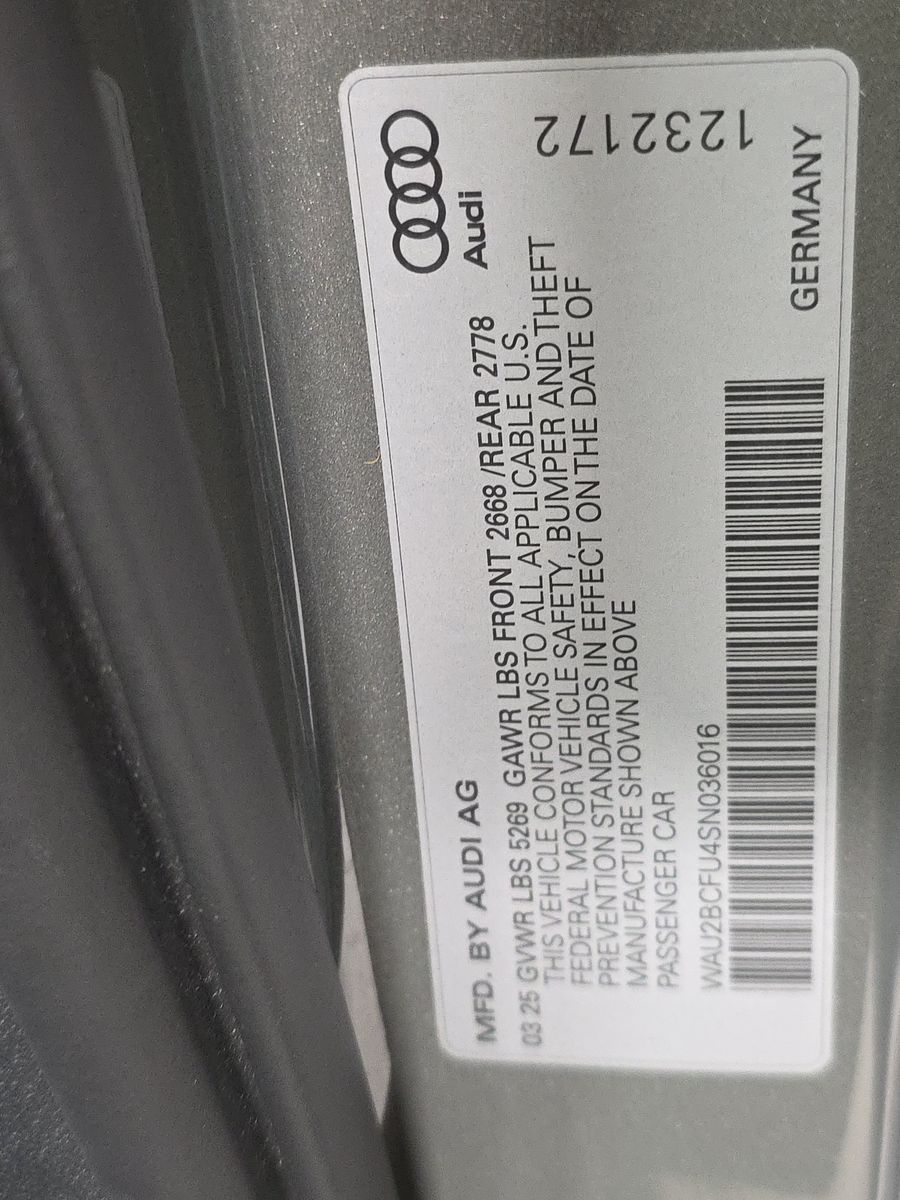 MFD. BY AUDI AG
Audi
03 25 GVWR LBS 5269 GAWR LBS FRONT 2668 /REAR 2778
THIS VEHICLE CONFORMS TO ALL APPLICABLE U.S.
FEDERAL MOTOR VEHICLE SAFETY, BUMPER AND THEFT
PREVENTION STANDARDS IN EFFECT ON THE DATE OF
MANUFACTURE SHOWN ABOVE
PASSENGER CAR
1232172
WAU2BCFU4SN036016
GERMANY